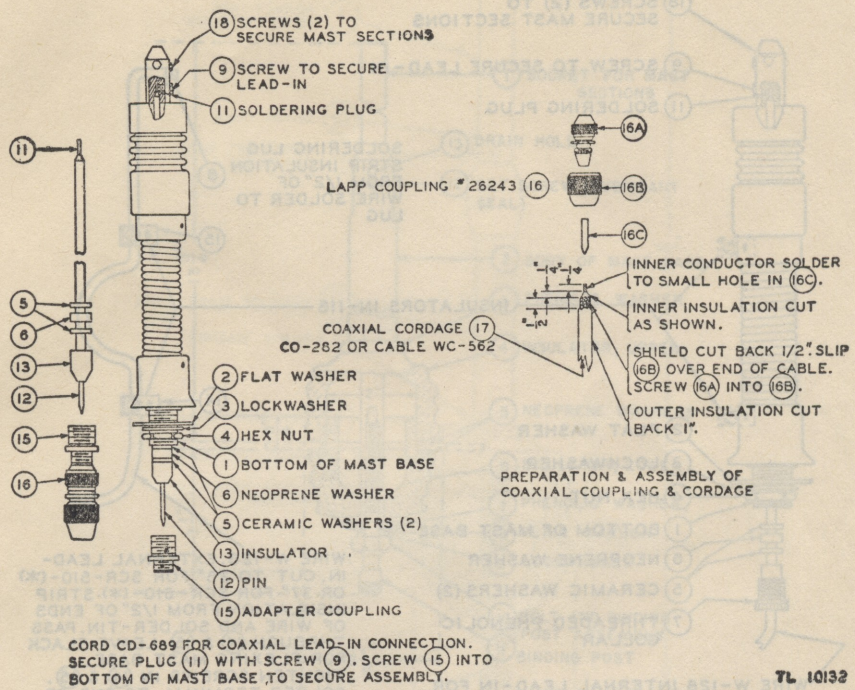 18 SCREWS (2) TO
SECURE MAST SECTIONS
9 SCREW TO SECURE
LEAD-IN
11 SOLDERING PLUG
11
5
6
13
12
15
16
2 FLAT WASHER
3 LOCKWASHER
4 HEX NUT
1 BOTTOM OF MAST BASE
6 NEOPRENE WASHER
5 CERAMIC WASHERS (2)
13 INSULATOR
12 PIN
15 ADAPTER COUPLING
16A
LAPP COUPLING # 26243 16
16B
16C
1/4" 1/4"
1/2"
INNER CONDUCTOR SOLDER
TO SMALL HOLE IN 16C.
INNER INSULATION CUT
AS SHOWN.
COAXIAL CORDAGE 17
CO-282 OR CABLE WC-562
SHIELD CUT BACK 1/2". SLIP
16B OVER END OF CABLE.
SCREW 16A INTO 16B.
OUTER INSULATION CUT
BACK 1".
PREPARATION & ASSEMBLY OF
COAXIAL COUPLING & CORDAGE
CORD CD-689 FOR COAXIAL LEAD-IN CONNECTION.
SECURE PLUG 11 WITH SCREW 9. SCREW 15 INTO
BOTTOM OF MAST BASE TO SECURE ASSEMBLY.
TL 10132